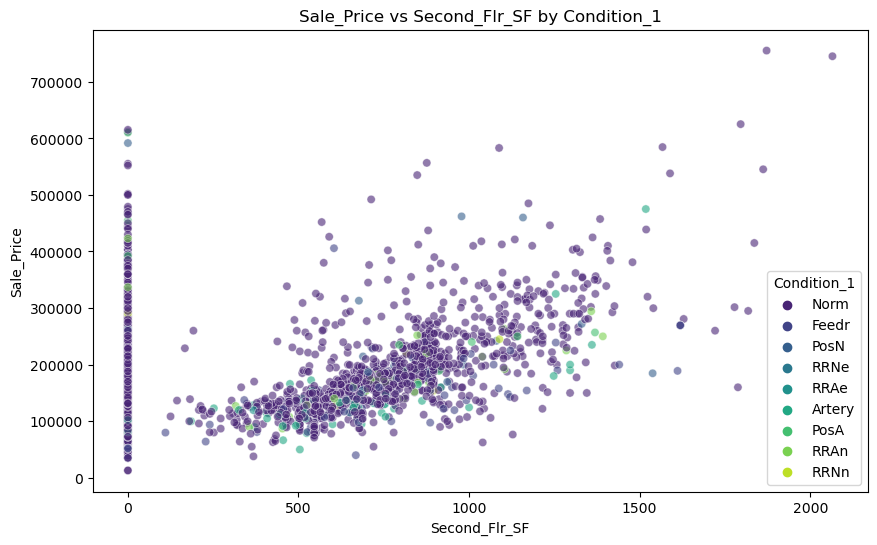 Sale_Price vs Second_Flr_SF by Condition_1
Sale_Price
700000
600000
500000
400000
300000
200000
100000
0
0
500
1000
1500
2000
Second_Flr_SF
Condition_1
Norm
Feedr
PosN
RRNe
RRAe
Artery
PosA
RRAn
RRNn